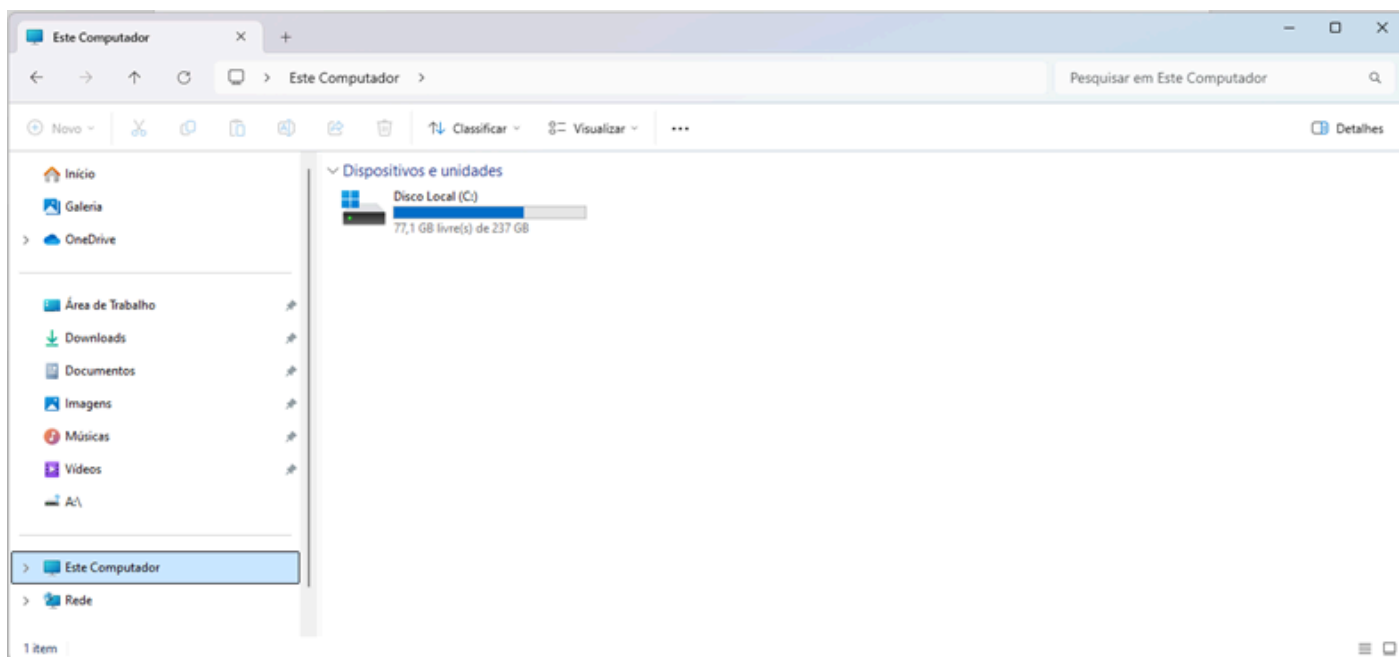 Este Computador
Este Computador
Pesquisar em Este Computador
Novo
Classificar
Visualizar
Detalhes
Início
Galeria
OneDrive
Área de Trabalho
Downloads
Documentos
Imagens
Músicas
Vídeos
A:\
Este Computador
Rede
Dispositivos e unidades
Disco Local (C:)
77,1 GB livre(s) de 237 GB
1 item